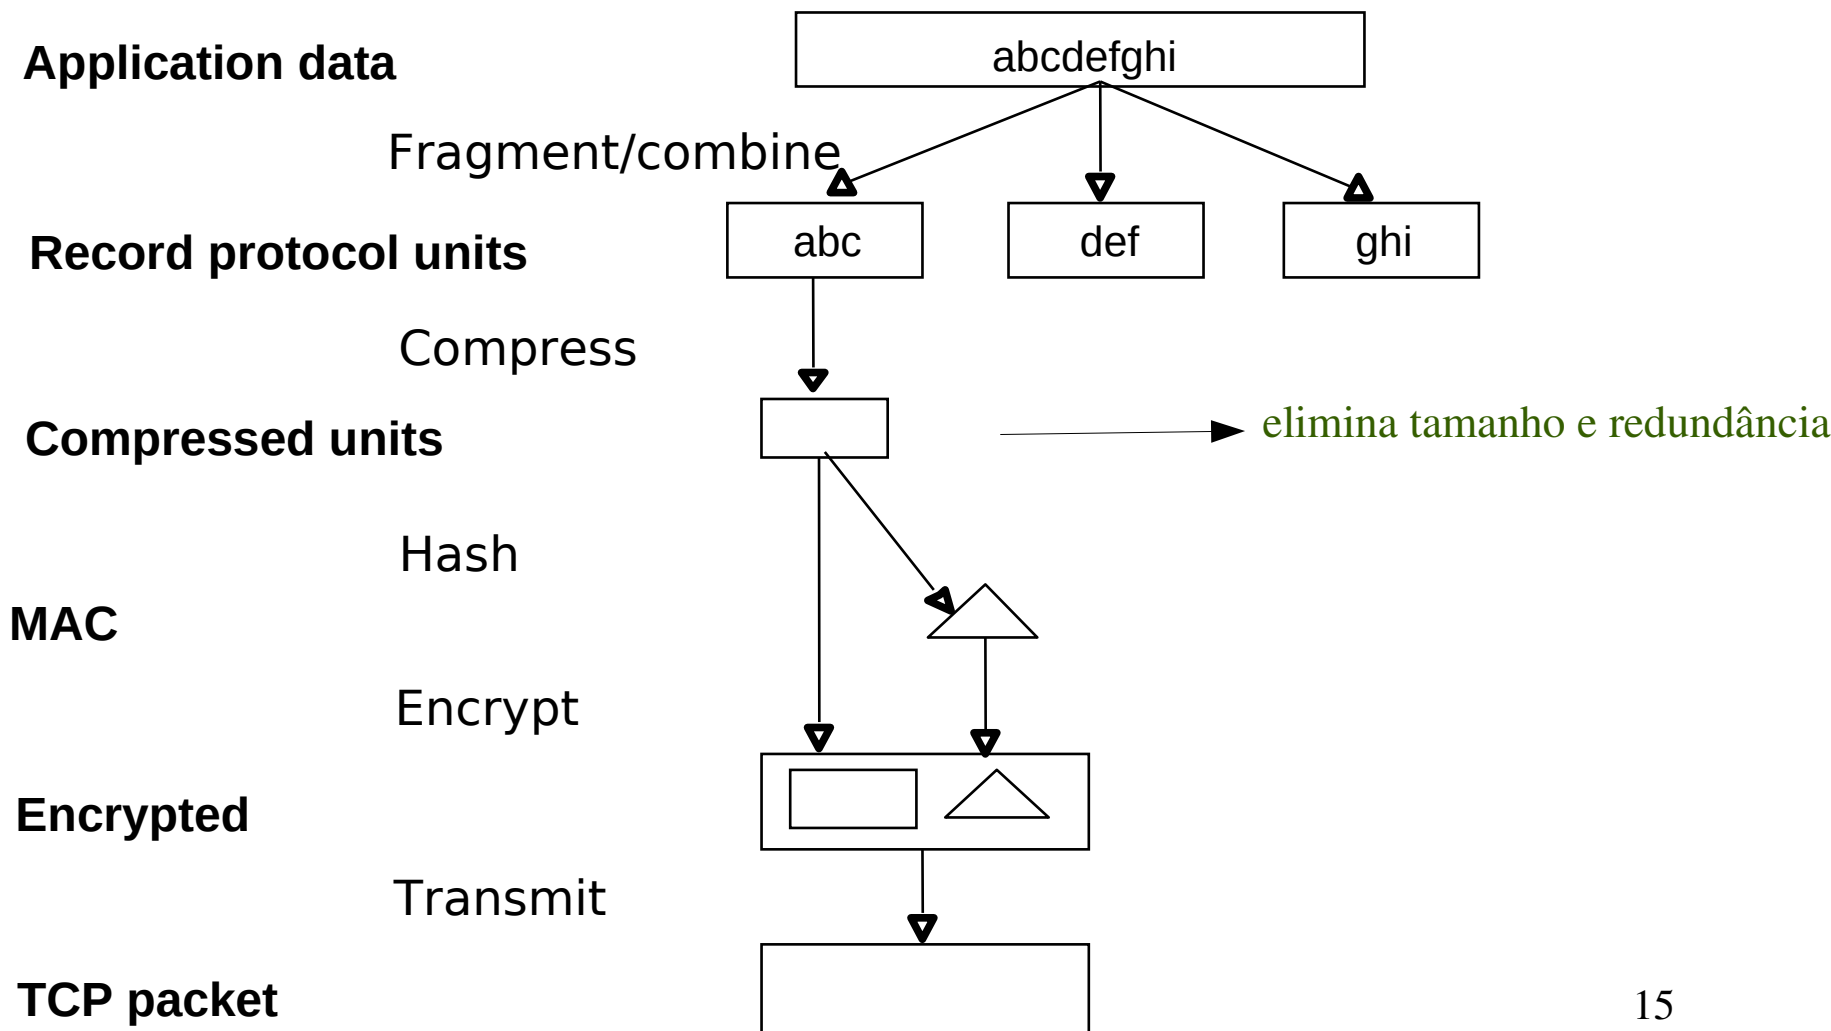 Application data
abcdefghi
Fragment/combine
Record protocol units
abc
def
ghi
Compress
Compressed units
elimina tamanho e redundância
Hash
MAC
Encrypt
Encrypted
Transmit
TCP packet
15